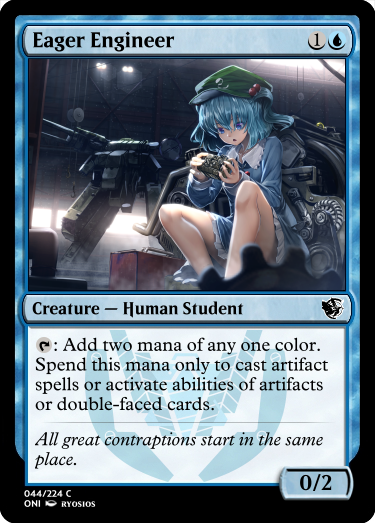 Eager Engineer 1
Creature — Human Student
: Add two mana of any one color.
Spend this mana only to cast artifact
spells or activate abilities of artifacts
or double-faced cards.
All great contraptions start in the same
place.
0/2
044/224 C
ONI RYOSIOS